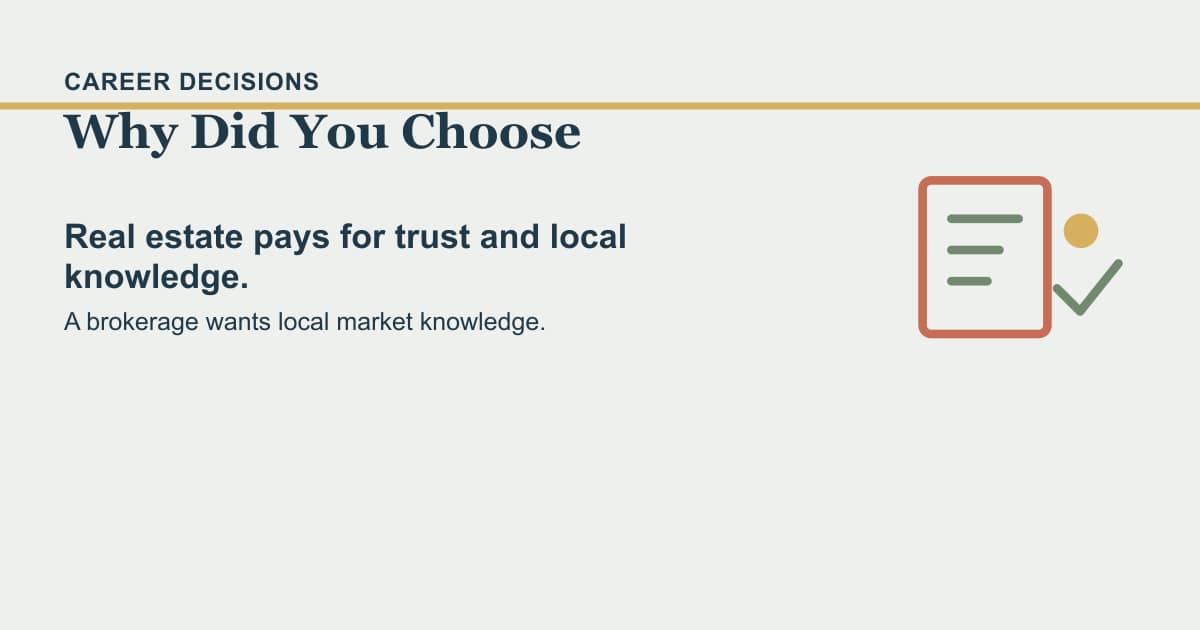 CAREER DECISIONS
Why Did You Choose
Real estate pays for trust and local
knowledge.
A brokerage wants local market knowledge.